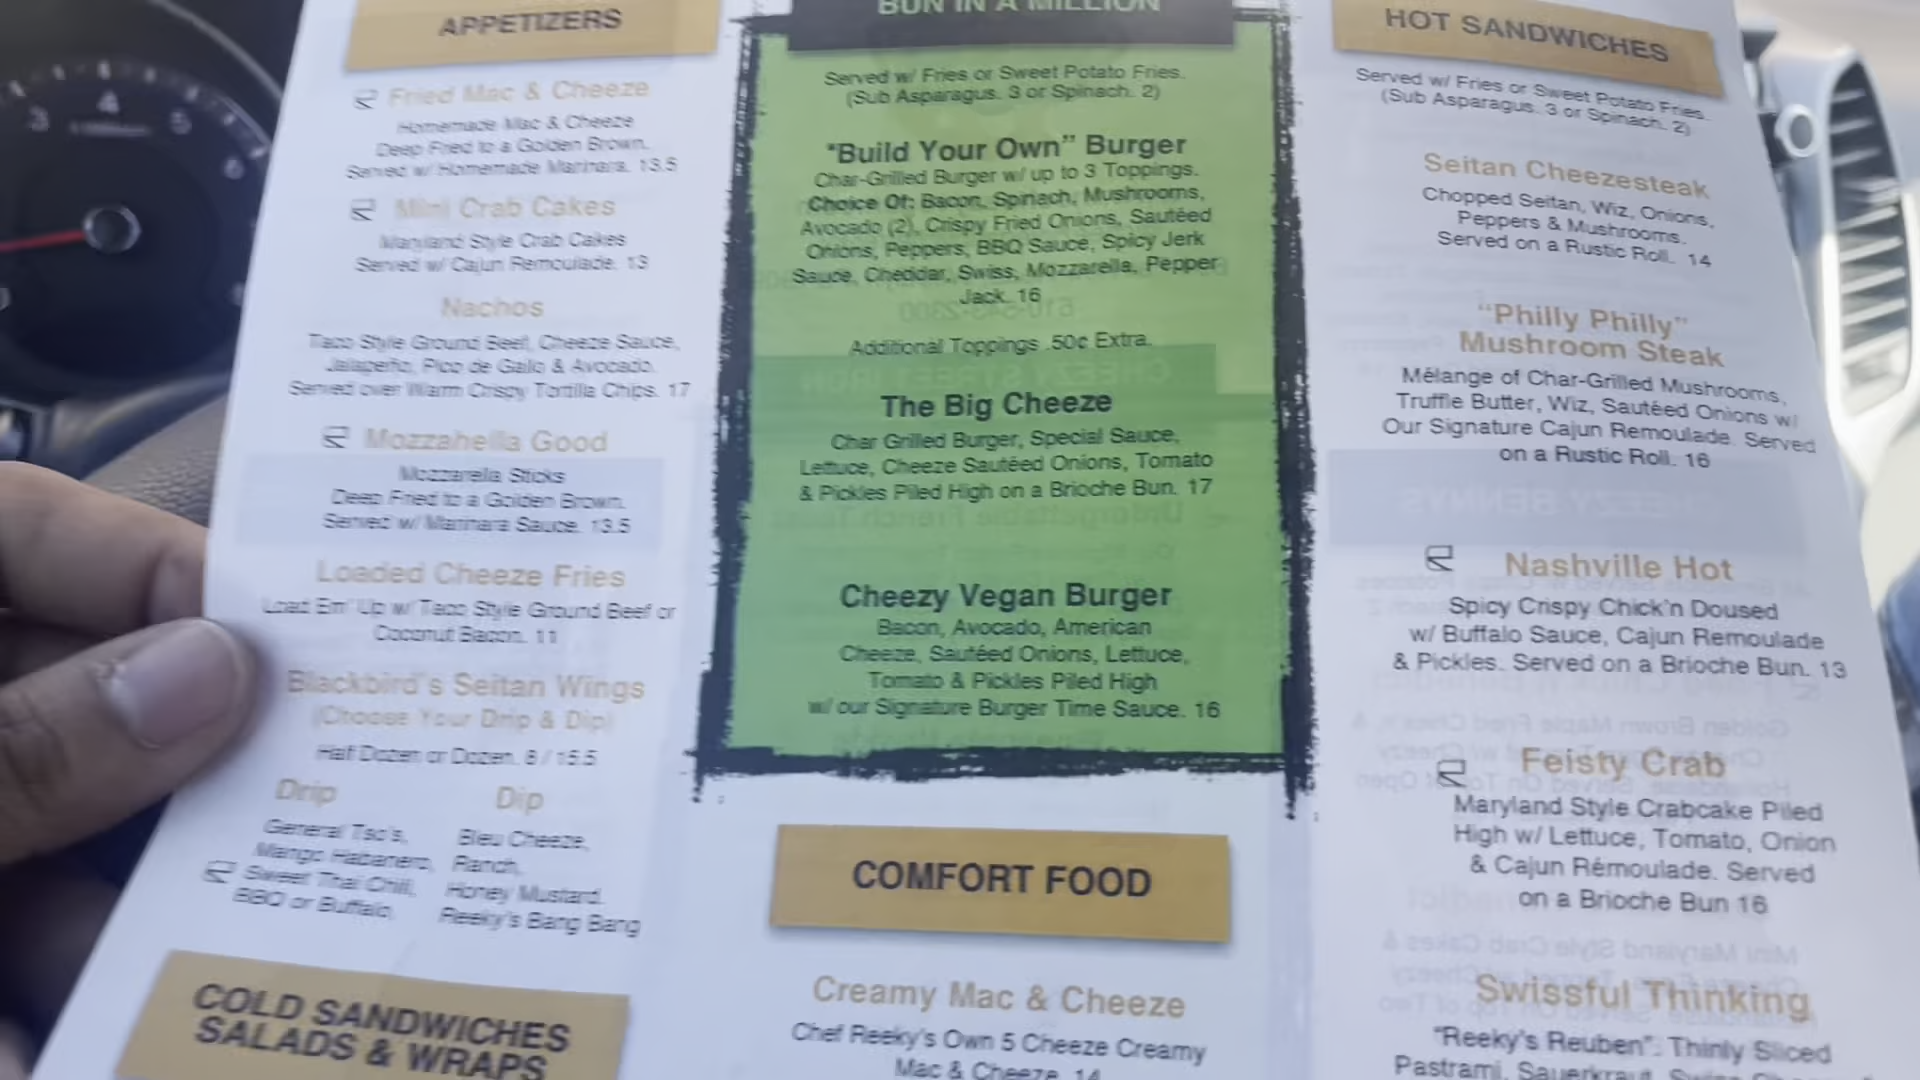 APPETIZERS
Fried Mac & Cheeze
Homemade Mac & Cheeze
Deep Fried to a Golden Brown.
Served w/ Homemade Marinara. 13.5
Mini Crab Cakes
Maryland Style Crab Cakes
Served w/ Cajun Remoulade. 13
Nachos
Taco Style Ground Beef, Cheeze Sauce,
Jalapeño, Pico de Gallo & Avocado.
Served over Warm Crispy Tortilla Chips. 17
Mozzahella Good
Mozzarella Sticks
Deep Fried to a Golden Brown.
Served w/ Marinara Sauce. 13.5
Loaded Cheeze Fries
Load Em' Up w/ Taco Style Ground Beef or
Coconut Bacon. 11
Blackbird's Seitan Wings
(Choose Your Drip & Dip)
Half Dozen or Dozen. 8 / 15.5
Drip
General Tso's,
Mango Habanero,
Sweet Thai Chili,
BBQ or Buffalo,
Dip
Bleu Cheeze,
Ranch,
Honey Mustard.
Reeky's Bang Bang
COLD SANDWICHES
SALADS & WRAPS
BUN IN A MILLION
Served w/ Fries or Sweet Potato Fries.
(Sub Asparagus. 3 or Spinach. 2)
"Build Your Own" Burger
Char-Grilled Burger w/ up to 3 Toppings.
Choice Of: Bacon, Spinach, Mushrooms,
Avocado (2), Crispy Fried Onions, Sautéed
Onions, Peppers, BBQ Sauce, Spicy Jerk
Sauce, Cheddar, Swiss, Mozzarella, Pepper
Jack. 16
Additional Toppings .50¢ Extra.
The Big Cheeze
Char Grilled Burger, Special Sauce,
Lettuce, Cheeze Sautéed Onions, Tomato
& Pickles Piled High on a Brioche Bun. 17
Cheezy Vegan Burger
Bacon, Avocado, American
Cheeze, Sautéed Onions, Lettuce,
Tomato & Pickles Piled High
w/ our Signature Burger Time Sauce. 16
COMFORT FOOD
Creamy Mac & Cheeze
Chef Reeky's Own 5 Cheeze Creamy
Mac & Cheeze. 14
HOT SANDWICHES
Served w/ Fries or Sweet Potato Fries.
(Sub Asparagus. 3 or Spinach. 2)
Seitan Cheezesteak
Chopped Seitan, Wiz, Onions,
Peppers & Mushrooms.
Served on a Rustic Roll. 14
"Philly Philly"
Mushroom Steak
Mélange of Char-Grilled Mushrooms,
Truffle Butter, Wiz, Sautéed Onions w/
Our Signature Cajun Remoulade. Served
on a Rustic Roll. 16
Nashville Hot
Spicy Crispy Chick'n Doused
w/ Buffalo Sauce, Cajun Remoulade
& Pickles. Served on a Brioche Bun. 13
Feisty Crab
Maryland Style Crabcake Piled
High w/ Lettuce, Tomato, Onion
& Cajun Rémoulade. Served
on a Brioche Bun 16
Swissful Thinking
"Reeky's Reuben". Thinly Sliced
Pastrami, Sauerkraut, Swiss
3
4
5
6